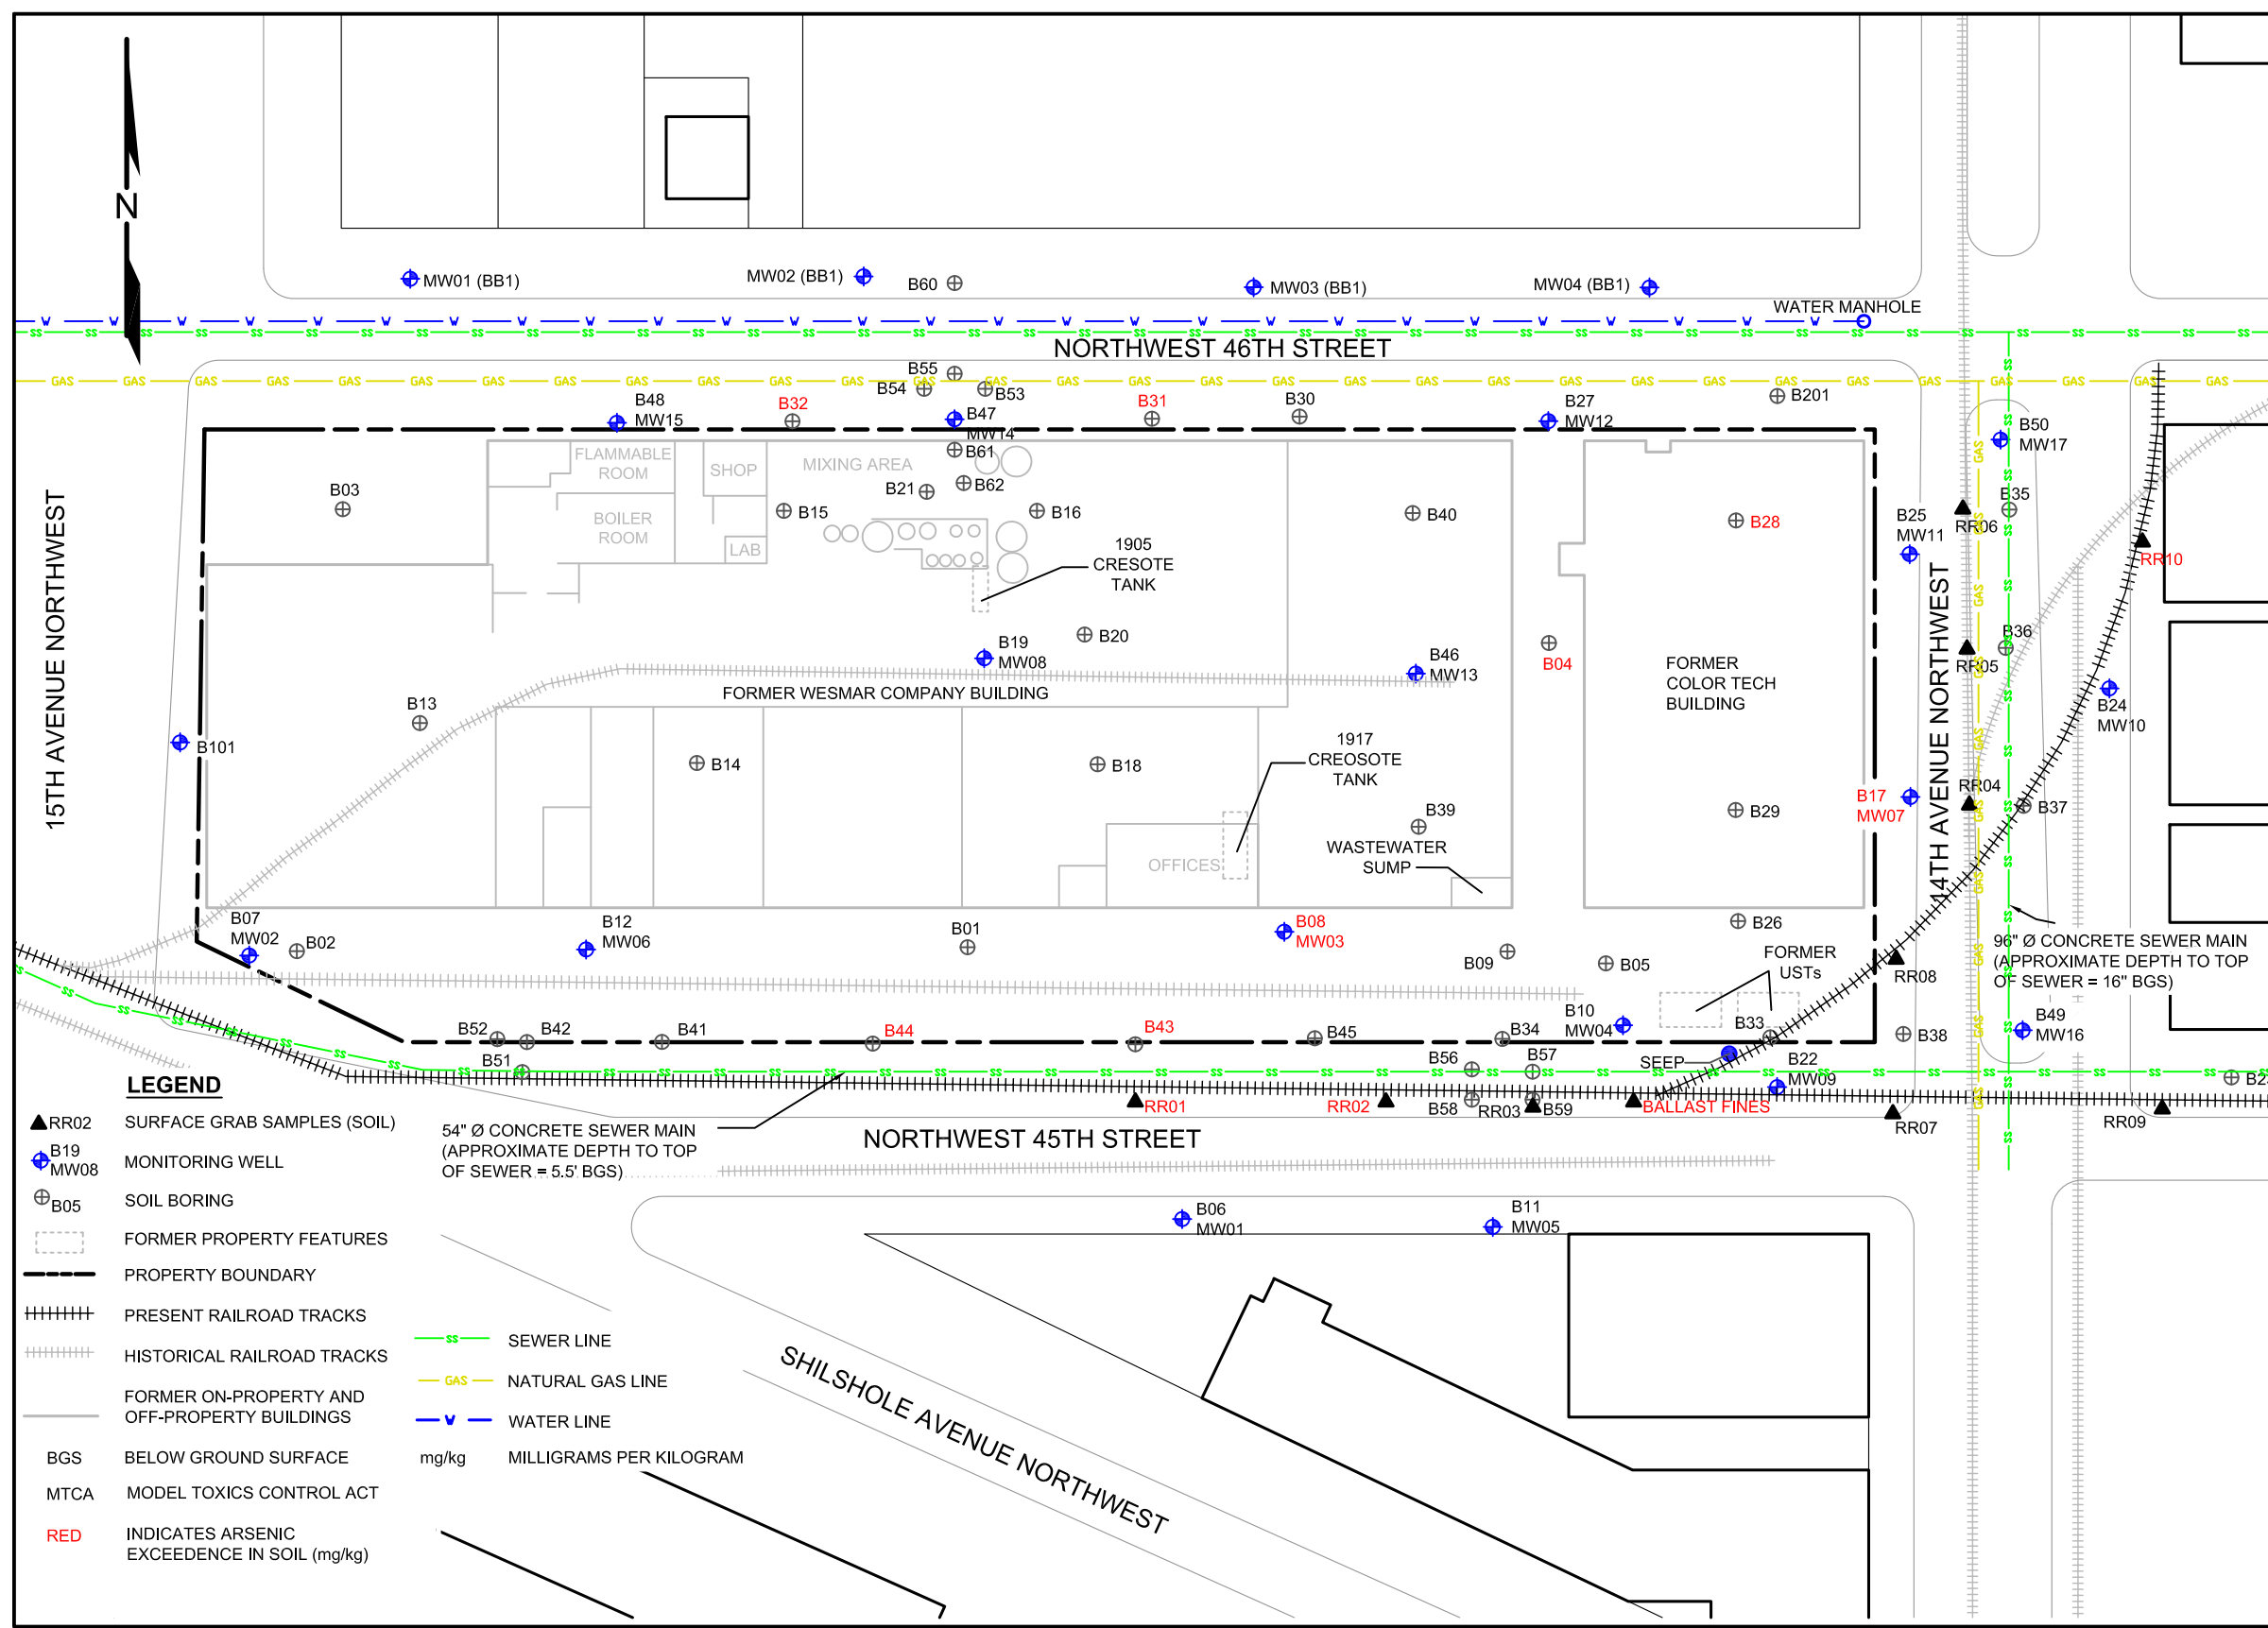 N
MW01 (BB1)
MW02 (BB1)
B60
MW03 (BB1)
MW04 (BB1)
WATER MANHOLE
NORTHWEST 46TH STREET
B55
B54
B53
B48
MW15
B32
B47
MW14
B31
B30
B27
MW12
B201
B50
MW17
B61
FLAMMABLE
ROOM
SHOP
MIXING AREA
B21
B62
B03
BOILER
ROOM
LAB
B15
B16
B40
B28
B25
MW11
B35
RR06
RR10
1905
CRESOTE
TANK
15TH AVENUE NORTHWEST
14TH AVENUE NORTHWEST
B19
MW08
B20
B46
MW13
B04
FORMER
COLOR TECH
BUILDING
B36
RR05
B24
MW10
FORMER WESMAR COMPANY BUILDING
B13
B101
B14
B18
1917
CREOSOTE
TANK
B39
WASTEWATER
SUMP
OFFICES
B29
B17
MW07
RR04
B37
B07
MW02
B02
B12
MW06
B01
B08
MW03
B09
B05
B26
FORMER
USTs
RR08
96" Ø CONCRETE SEWER MAIN
(APPROXIMATE DEPTH TO TOP
OF SEWER = 16" BGS)
B52
B42
B51
B41
B44
B43
B45
B34
B10
MW04
B33
B38
B49
MW16
B56
B57
SEEP
B22
MW09
RR01
RR02
B58
RR03
B59
BALLAST FINES
RR07
RR09
54" Ø CONCRETE SEWER MAIN
(APPROXIMATE DEPTH TO TOP
OF SEWER = 5.5' BGS)
NORTHWEST 45TH STREET
B06
MW01
B11
MW05
SHILSHOLE AVENUE NORTHWEST
LEGEND
RR02 SURFACE GRAB SAMPLES (SOIL)
B19
MW08 MONITORING WELL
B05 SOIL BORING
FORMER PROPERTY FEATURES
PROPERTY BOUNDARY
PRESENT RAILROAD TRACKS
HISTORICAL RAILROAD TRACKS
FORMER ON-PROPERTY AND
OFF-PROPERTY BUILDINGS
BGS BELOW GROUND SURFACE
MTCA MODEL TOXICS CONTROL ACT
RED INDICATES ARSENIC
EXCEEDENCE IN SOIL (mg/kg)
SS SEWER LINE
GAS NATURAL GAS LINE
W WATER LINE
mg/kg MILLIGRAMS PER KILOGRAM